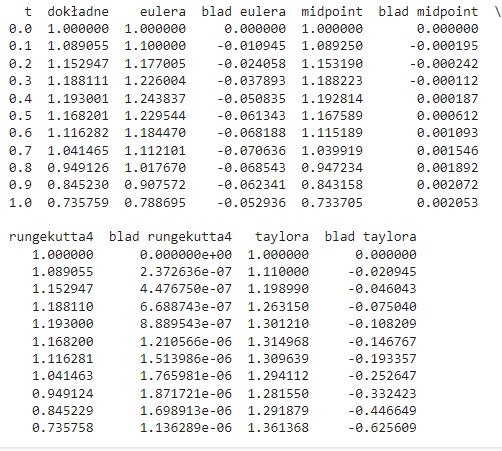 t dokładne eulera blad eulera midpoint blad midpoint \
0.0 1.000000 1.000000 0.000000 1.000000 0.000000
0.1 1.089055 1.100000 -0.010945 1.089250 -0.000195
0.2 1.152947 1.177005 -0.024058 1.153190 -0.000242
0.3 1.188111 1.226004 -0.037893 1.188223 -0.000112
0.4 1.193001 1.243837 -0.050835 1.192814 0.000187
0.5 1.168201 1.229544 -0.061343 1.167589 0.000612
0.6 1.116282 1.184470 -0.068188 1.115189 0.001093
0.7 1.041465 1.112101 -0.070636 1.039919 0.001546
0.8 0.949126 1.017670 -0.068543 0.947234 0.001892
0.9 0.845230 0.907572 -0.062341 0.843158 0.002072
1.0 0.735759 0.788695 -0.052936 0.733705 0.002053
rungekutta4 blad rungekutta4 taylora blad taylora
1.000000 0.000000e+00 1.000000 0.000000
1.089055 2.372636e-07 1.110000 -0.020945
1.152947 4.476750e-07 1.198990 -0.046043
1.188110 6.688743e-07 1.263150 -0.075040
1.193000 8.889543e-07 1.301210 -0.108209
1.168200 1.210566e-06 1.314968 -0.146767
1.116281 1.513986e-06 1.309639 -0.193357
1.041463 1.765981e-06 1.294112 -0.252647
0.949124 1.871721e-06 1.281550 -0.332423
0.845229 1.698913e-06 1.291879 -0.446649
0.735758 1.136289e-06 1.361368 -0.625609